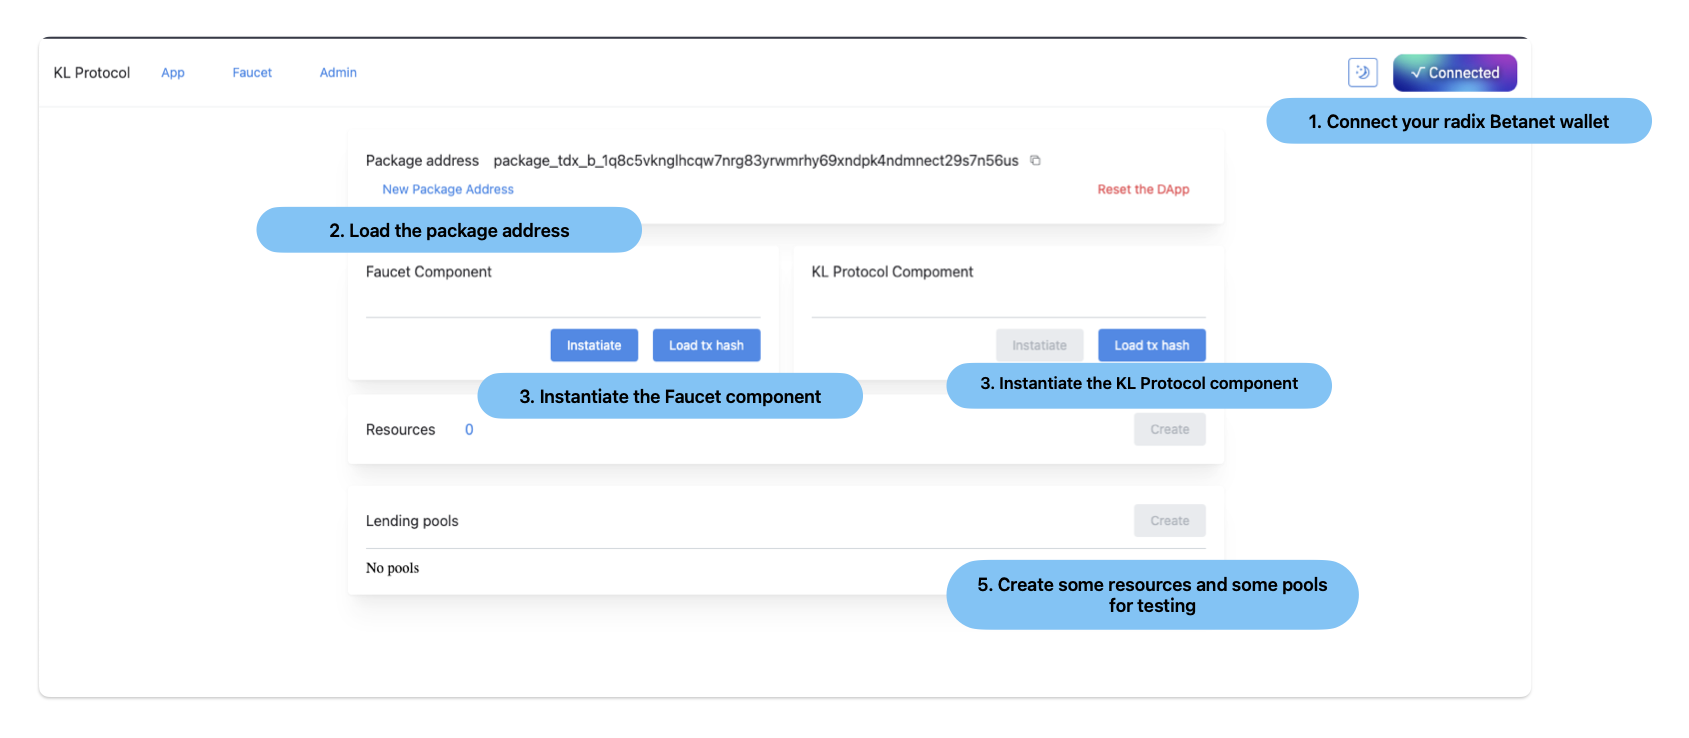 KL Protocol App Faucet Admin
Connected
1. Connect your radix Betanet wallet
Package address package_tdx_b_1q8c5vknglhcqw7nrg83yrwmrhy69xndpk4ndmnect29s7n56us
New Package Address Reset the DApp
2. Load the package address
Faucet Component
Instatiate Load tx hash
3. Instantiate the Faucet component
KL Protocol Compoment
Instatiate Load tx hash
3. Instantiate the KL Protocol component
Resources 0 Create
Lending pools Create
No pools
5. Create some resources and some pools
for testing